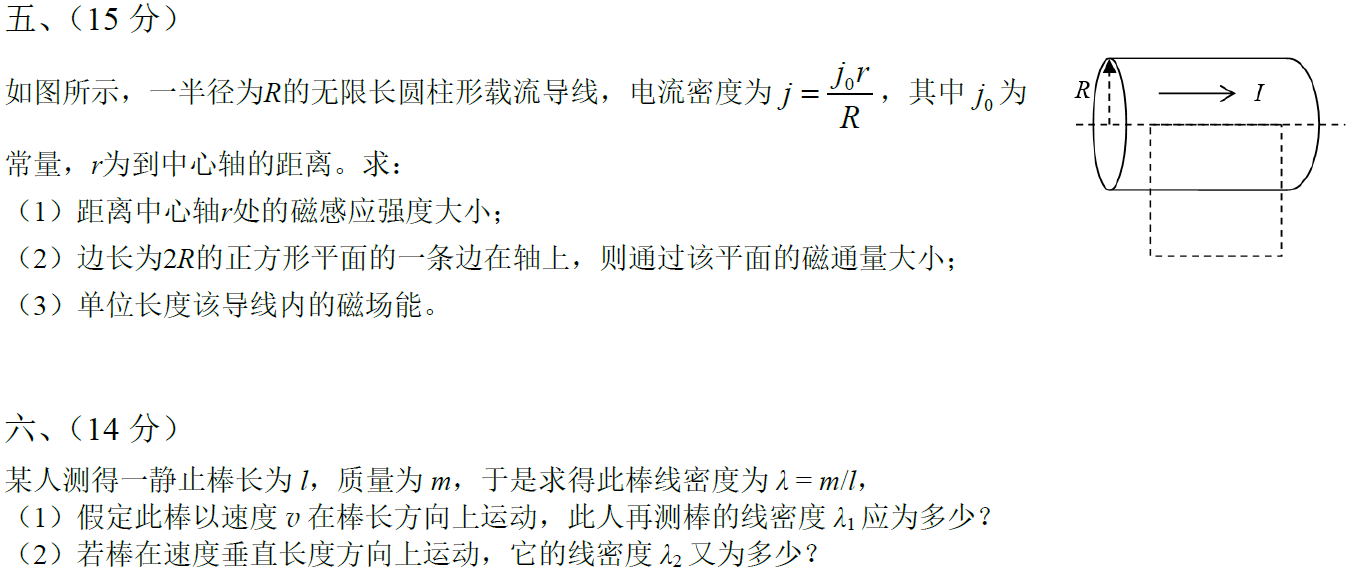 五、（15 分）
如图所示，一半径为R的无限长圆柱形载流导线，电流密度为 $j = \frac{j_0 r}{R}$，其中 $j_0$ 为
常量，r为到中心轴的距离。求：
（1）距离中心轴r处的磁感应强度大小；
（2）边长为2R的正方形平面的一条边在轴上，则通过该平面的磁通量大小；
（3）单位长度该导线内的磁场能。
R
I
六、（14 分）
某人测得一静止棒长为 l，质量为 m，于是求得此棒线密度为 λ = m/l，
（1）假定此棒以速度 v 在棒长方向上运动，此人再测棒的线密度 λ₁ 应为多少？
（2）若棒在速度垂直长度方向上运动，它的线密度 λ₂ 又为多少？